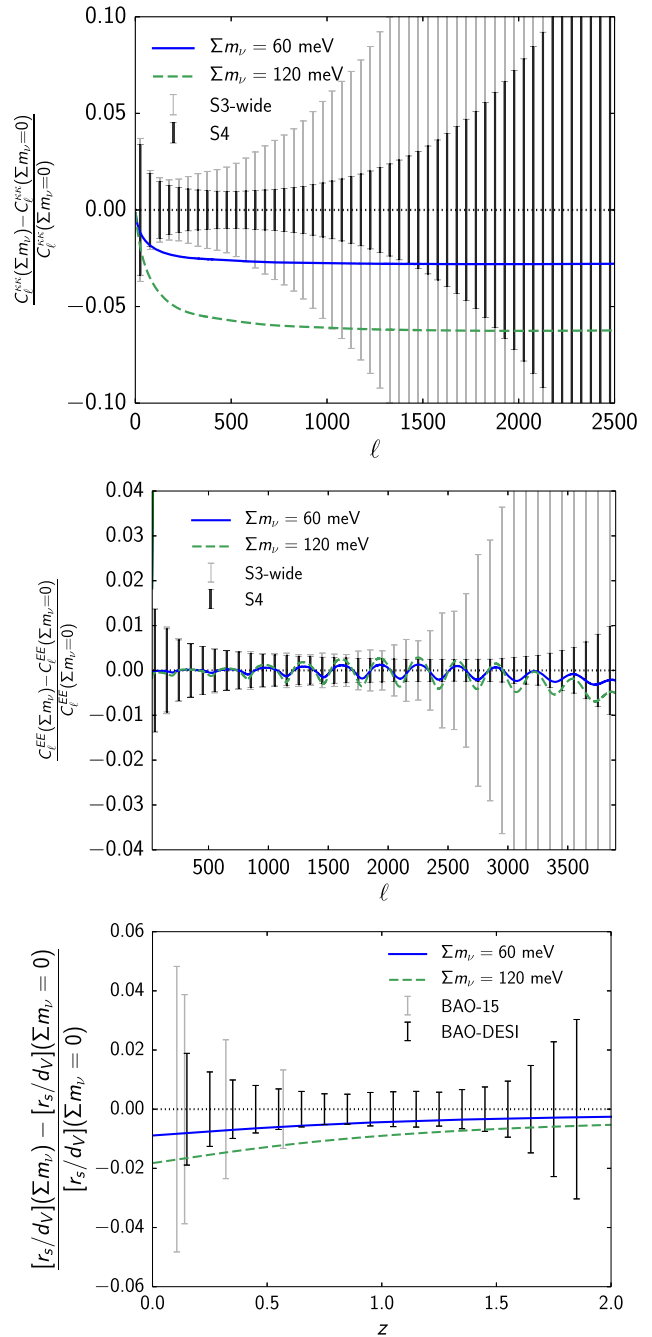 0.10
0.05
0.00
−0.05
−0.10
C_ℓ^{κκ}(Σm_ν)−C_ℓ^{κκ}(Σm_ν=0)
C_ℓ^{κκ}(Σm_ν=0)
Σm_ν = 60 meV
Σm_ν = 120 meV
S3-wide
S4
0 500 1000 1500 2000 2500
ℓ
0.04
0.03
0.02
0.01
0.00
−0.01
−0.02
−0.03
−0.04
C_ℓ^{EE}(Σm_ν)−C_ℓ^{EE}(Σm_ν=0)
C_ℓ^{EE}(Σm_ν=0)
Σm_ν = 60 meV
Σm_ν = 120 meV
S3-wide
S4
500 1000 1500 2000 2500 3000 3500
ℓ
0.06
0.04
0.02
0.00
−0.02
−0.04
−0.06
[r_s/d_V](Σm_ν) − [r_s/d_V](Σm_ν = 0)
[r_s/d_V](Σm_ν = 0)
Σm_ν = 60 meV
Σm_ν = 120 meV
BAO-15
BAO-DESI
0.0 0.5 1.0 1.5 2.0
z